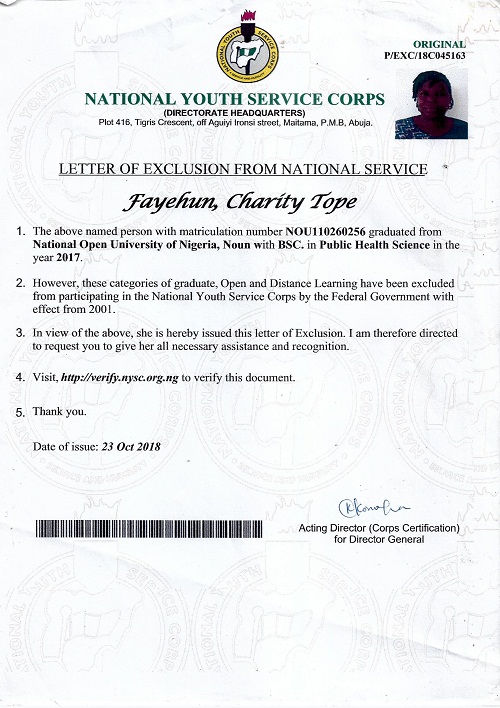 ORIGINAL
P/EXC/18C045163
NATIONAL YOUTH SERVICE CORPS
(DIRECTORATE HEADQUARTERS)
Plot 416, Tigris Crescent, off Aguiyi Ironsi street, Maitama, P.M.B, Abuja.
LETTER OF EXCLUSION FROM NATIONAL SERVICE
Fayehun, Charity Tope
1. The above named person with matriculation number NOU110260256 graduated from
National Open University of Nigeria, Noun with BSC. in Public Health Science in the
year 2017.
2. However, these categories of graduate, Open and Distance Learning have been excluded
from participating in the National Youth Service Corps by the Federal Government with
effect from 2001.
3. In view of the above, she is hereby issued this letter of Exclusion. I am therefore directed
to request you to give her all necessary assistance and recognition.
4. Visit, http://verify.nysc.org.ng to verify this document.
5. Thank you.
Date of issue: 23 Oct 2018
Acting Director (Corps Certification)
for Director General